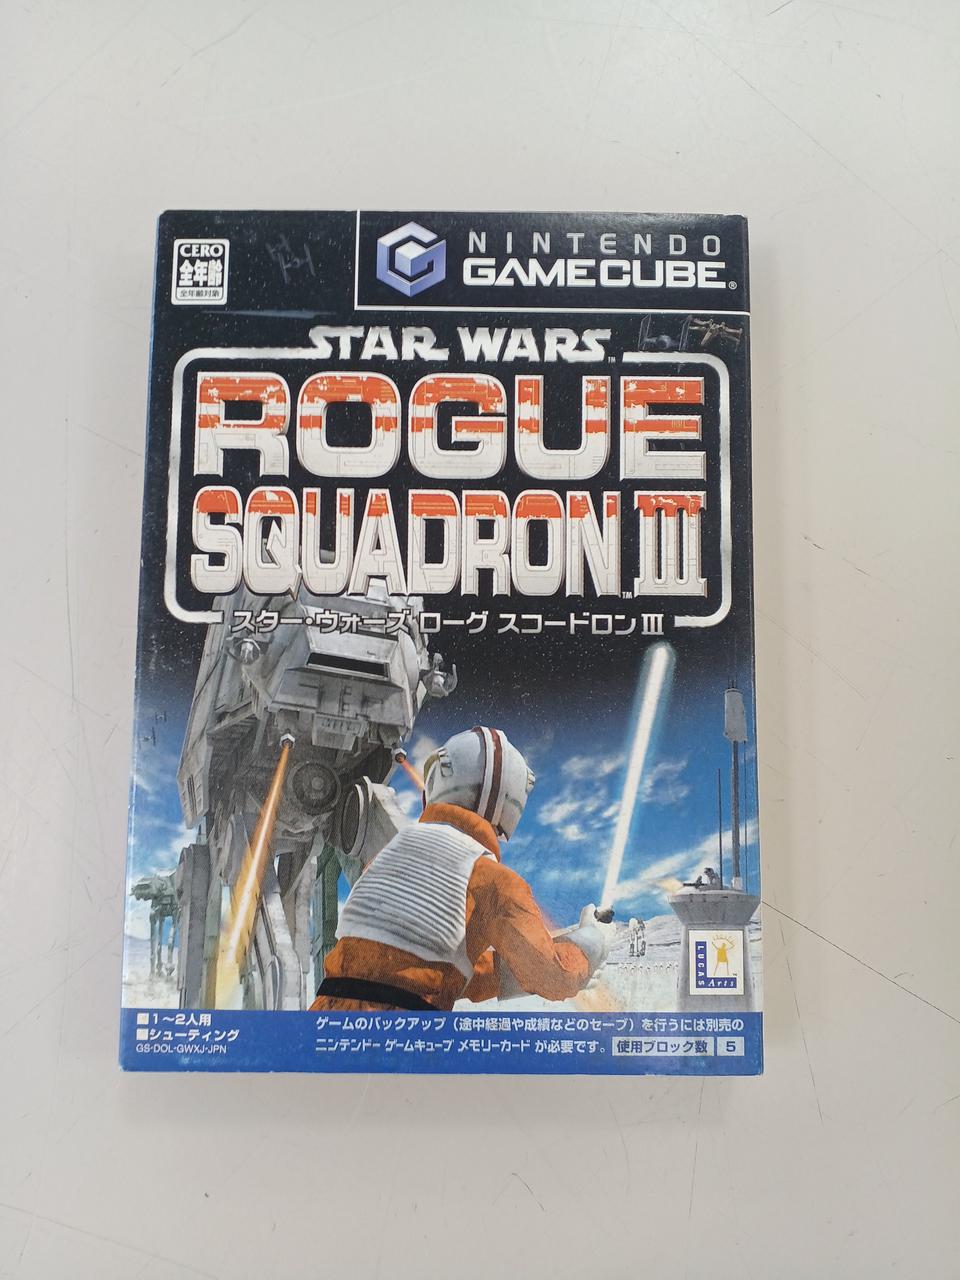 CERO
全年齢
全年齢対象
NINTENDO
GAMECUBE®
STAR WARS™
ROGUE
SQUADRON III™
スター・ウォーズ ローグ スコードロン III
LUCAS
Arts™
■1〜2人用
■シューティング
GS-DOL-GWXJ-JPN
ゲームのバックアップ（途中経過や成績などのセーブ）を行うには別売の
ニンテンドー ゲームキューブ メモリーカード が必要です。 使用ブロック数 5